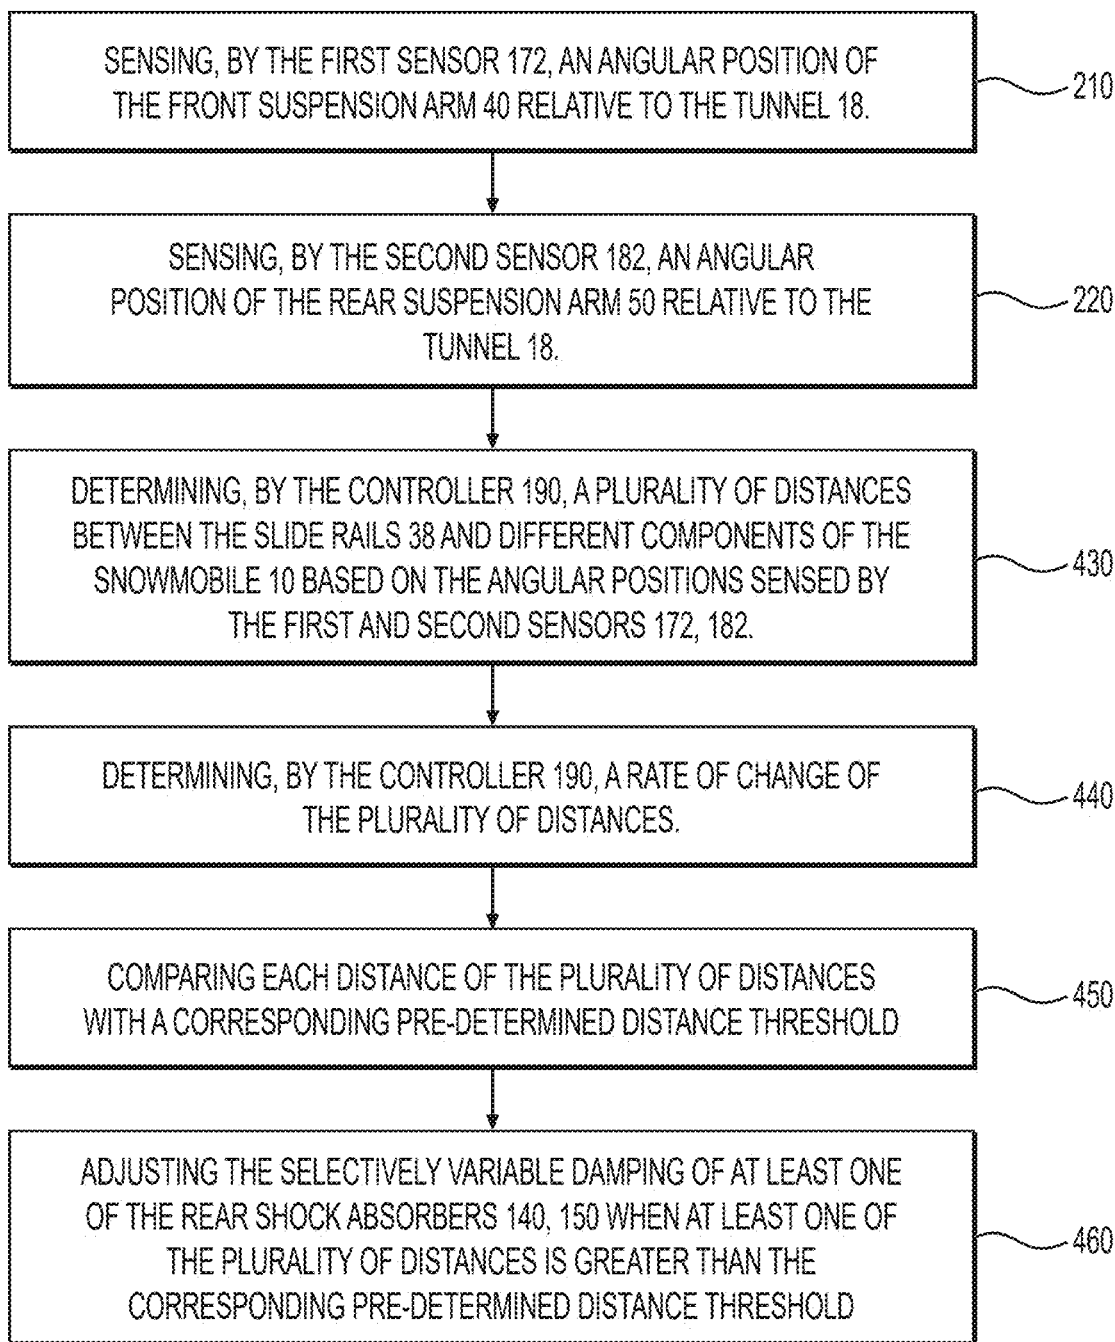 SENSING, BY THE FIRST SENSOR 172, AN ANGULAR POSITION OF
THE FRONT SUSPENSION ARM 40 RELATIVE TO THE TUNNEL 18.
210
SENSING, BY THE SECOND SENSOR 182, AN ANGULAR
POSITION OF THE REAR SUSPENSION ARM 50 RELATIVE TO THE
TUNNEL 18.
220
DETERMINING, BY THE CONTROLLER 190, A PLURALITY OF DISTANCES
BETWEEN THE SLIDE RAILS 38 AND DIFFERENT COMPONENTS OF THE
SNOWMOBILE 10 BASED ON THE ANGULAR POSITIONS SENSED BY
THE FIRST AND SECOND SENSORS 172, 182.
430
DETERMINING, BY THE CONTROLLER 190, A RATE OF CHANGE OF
THE PLURALITY OF DISTANCES.
440
COMPARING EACH DISTANCE OF THE PLURALITY OF DISTANCES
WITH A CORRESPONDING PRE-DETERMINED DISTANCE THRESHOLD
450
ADJUSTING THE SELECTIVELY VARIABLE DAMPING OF AT LEAST ONE
OF THE REAR SHOCK ABSORBERS 140, 150 WHEN AT LEAST ONE OF
THE PLURALITY OF DISTANCES IS GREATER THAN THE
CORRESPONDING PRE-DETERMINED DISTANCE THRESHOLD
460